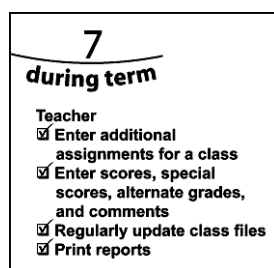 7
during term
Teacher
☑ Enter additional
assignments for a class
☑ Enter scores, special
scores, alternate grades,
and comments
☑ Regularly update class files
☑ Print reports